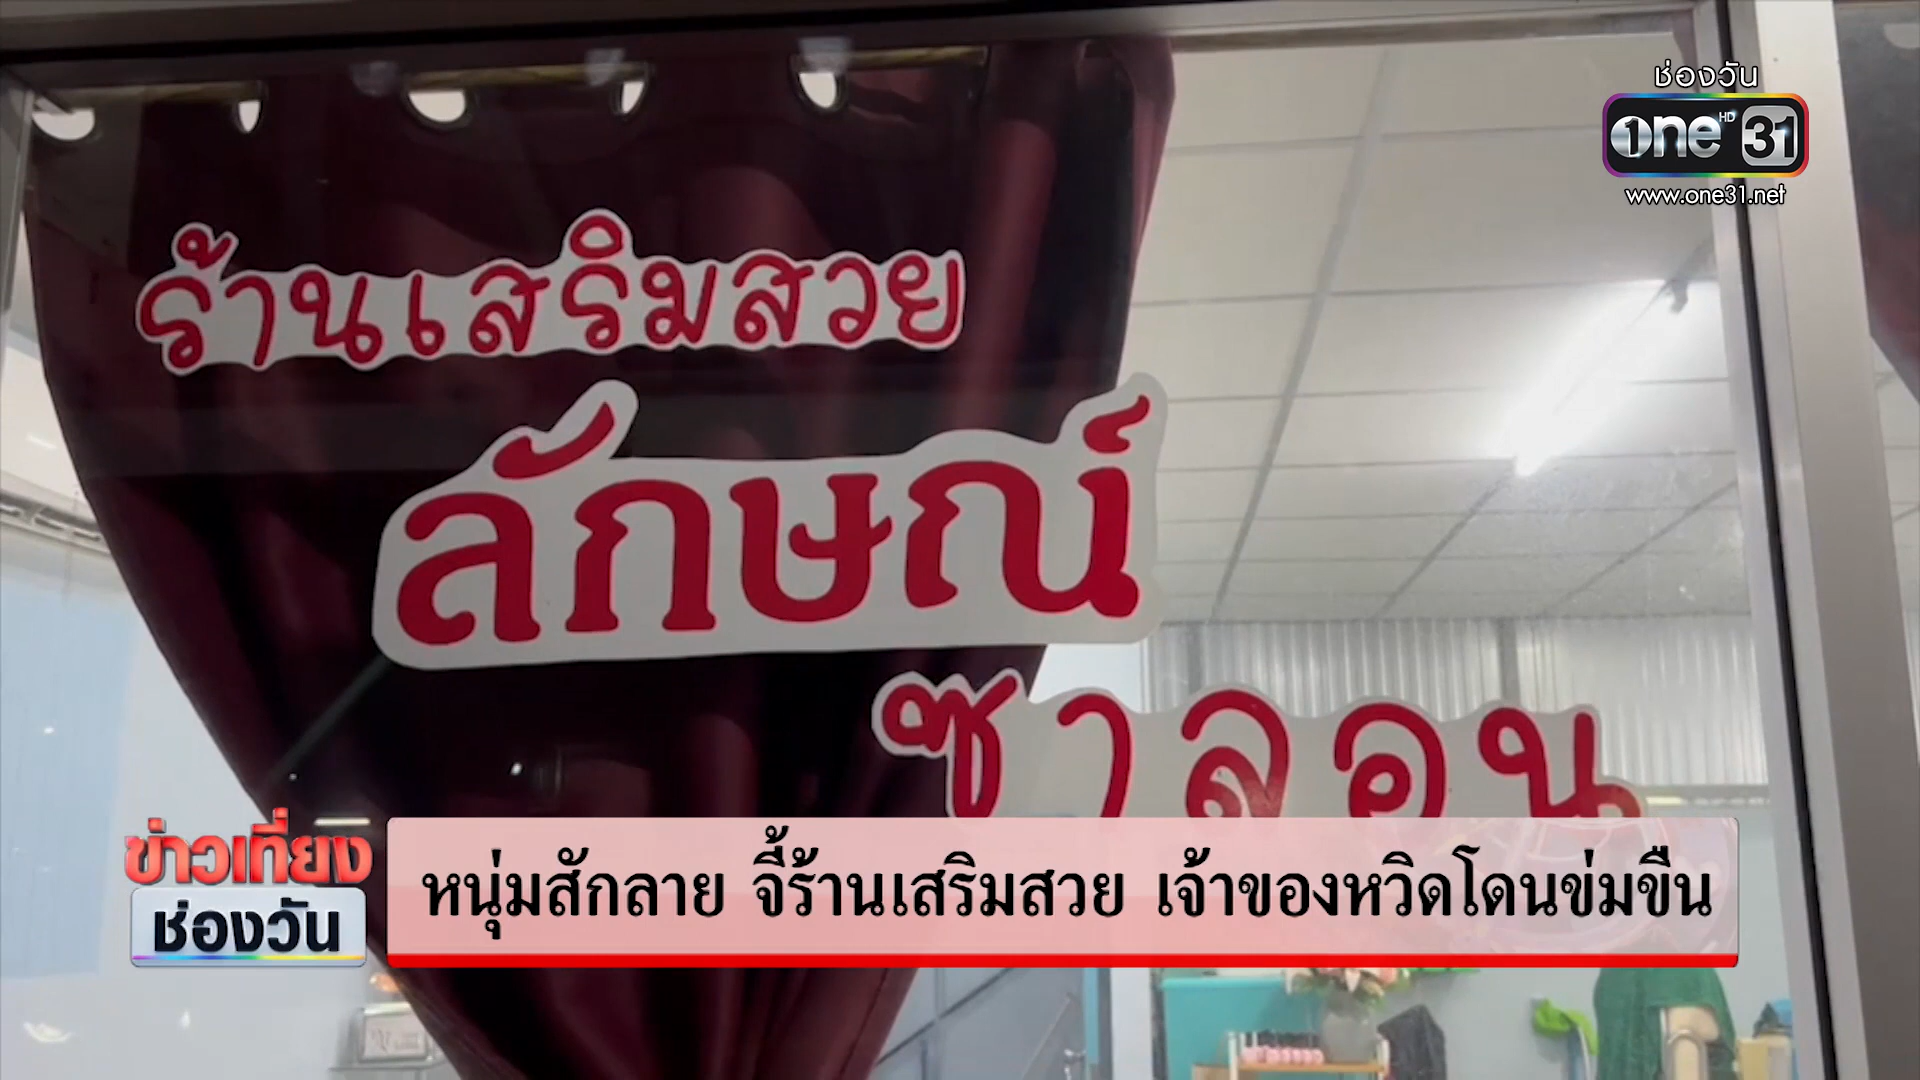 ช่องวัน
one HD 31
www.one31.net
ร้านเสริมสวย
ลักษณ์
ซาลอน
ข่าวเที่ยง
ช่องวัน
หนุ่มสักลาย จี้ร้านเสริมสวย เจ้าของหวิดโดนข่มขืน